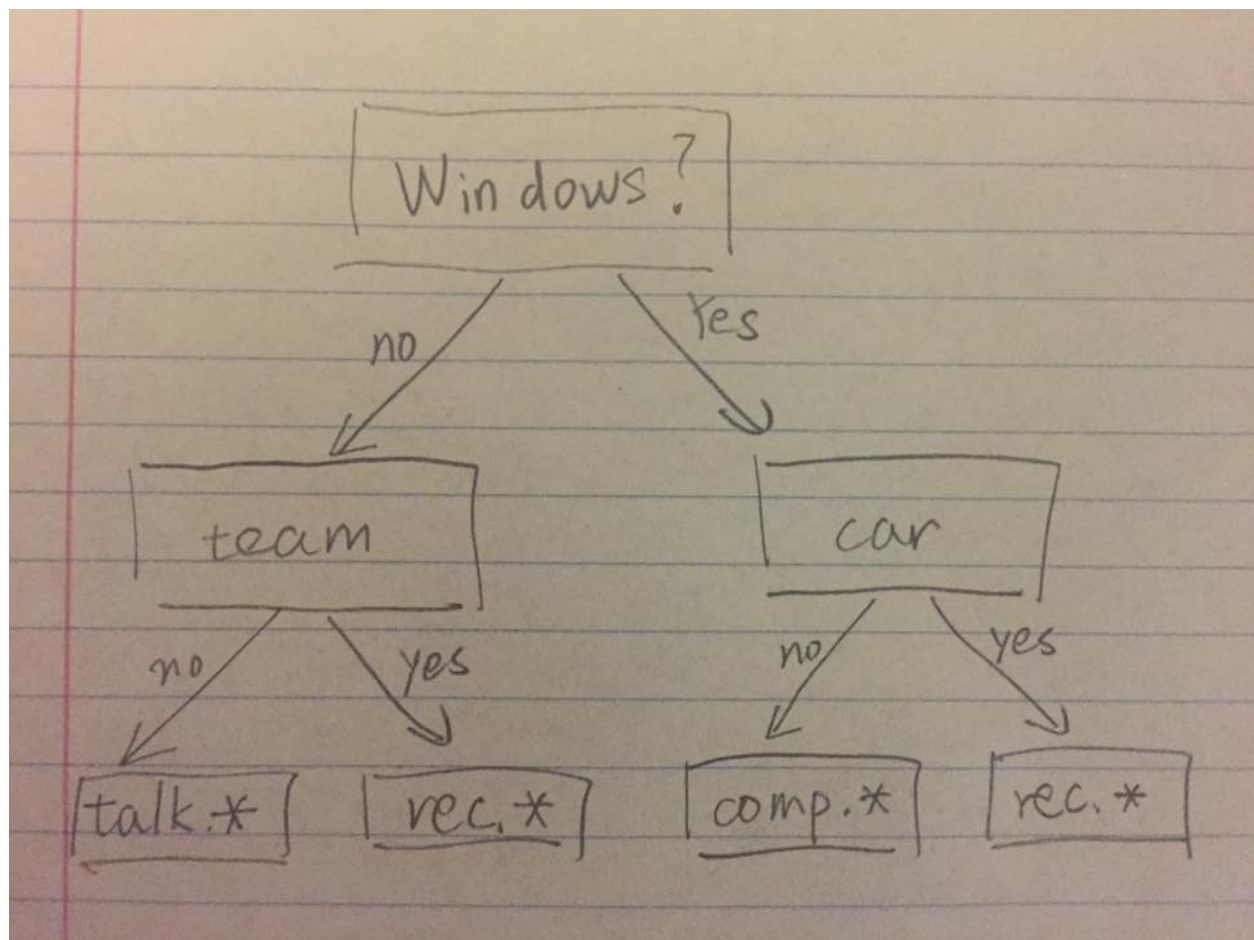 Windows?
no Yes
team car
no yes no yes
talk.* rec.* comp.* rec.*